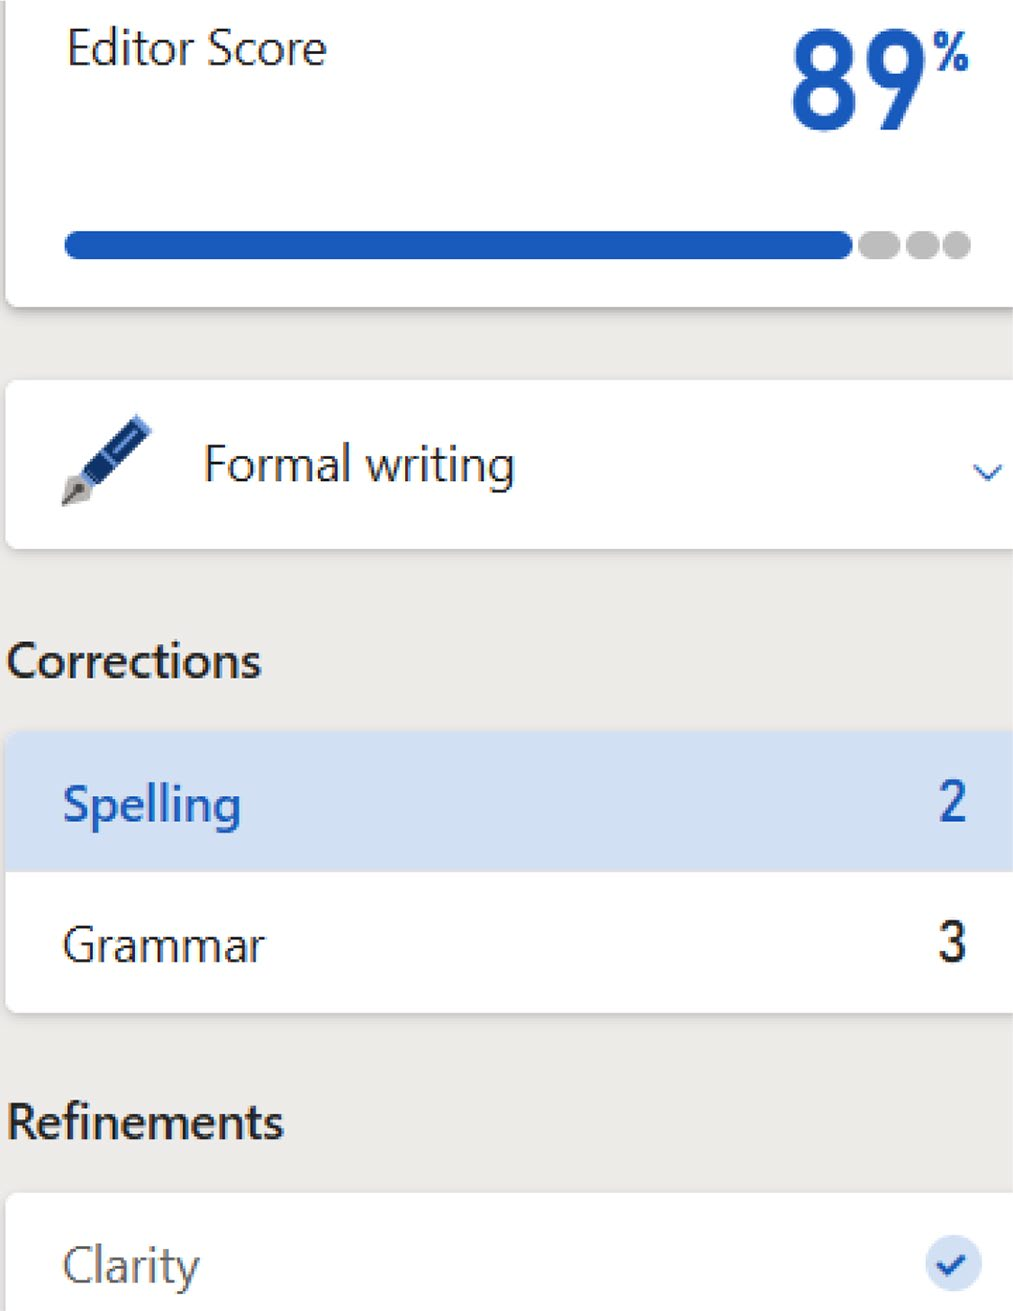 Editor Score
89%
Formal writing
Corrections
Spelling 2
Grammar 3
Refinements
Clarity